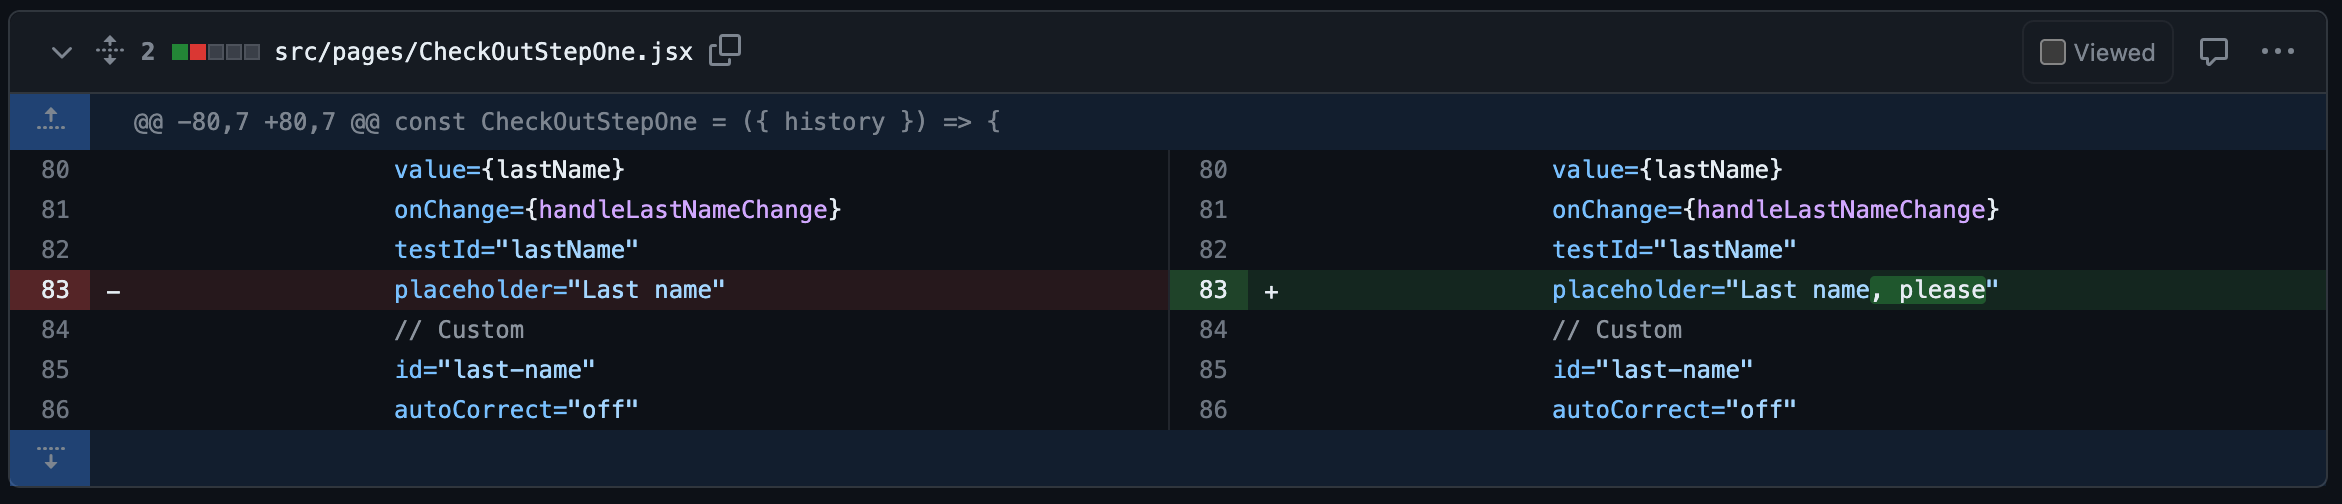 2 src/pages/CheckOutStepOne.jsx Viewed
@@ -80,7 +80,7 @@ const CheckOutStepOne = ({ history }) => {
80 value={lastName}
81 onChange={handleLastNameChange}
82 testId="lastName"
83 - placeholder="Last name"
84 // Custom
85 id="last-name"
86 autoCorrect="off"
80 value={lastName}
81 onChange={handleLastNameChange}
82 testId="lastName"
83 + placeholder="Last name, please"
84 // Custom
85 id="last-name"
86 autoCorrect="off"